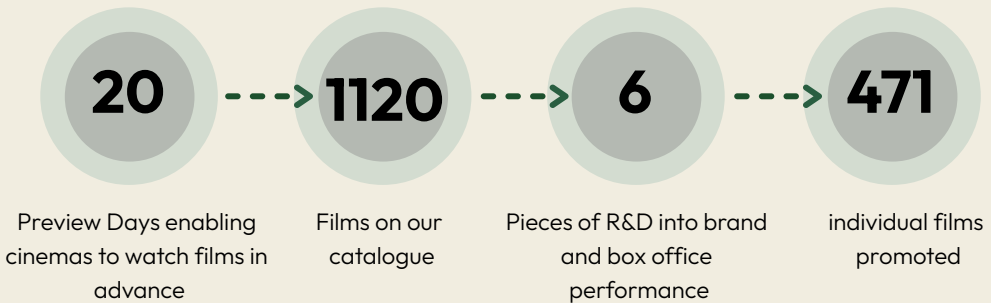 20
Preview Days enabling
cinemas to watch films in
advance
1120
Films on our
catalogue
6
Pieces of R&D into brand
and box office
performance
471
individual films
promoted